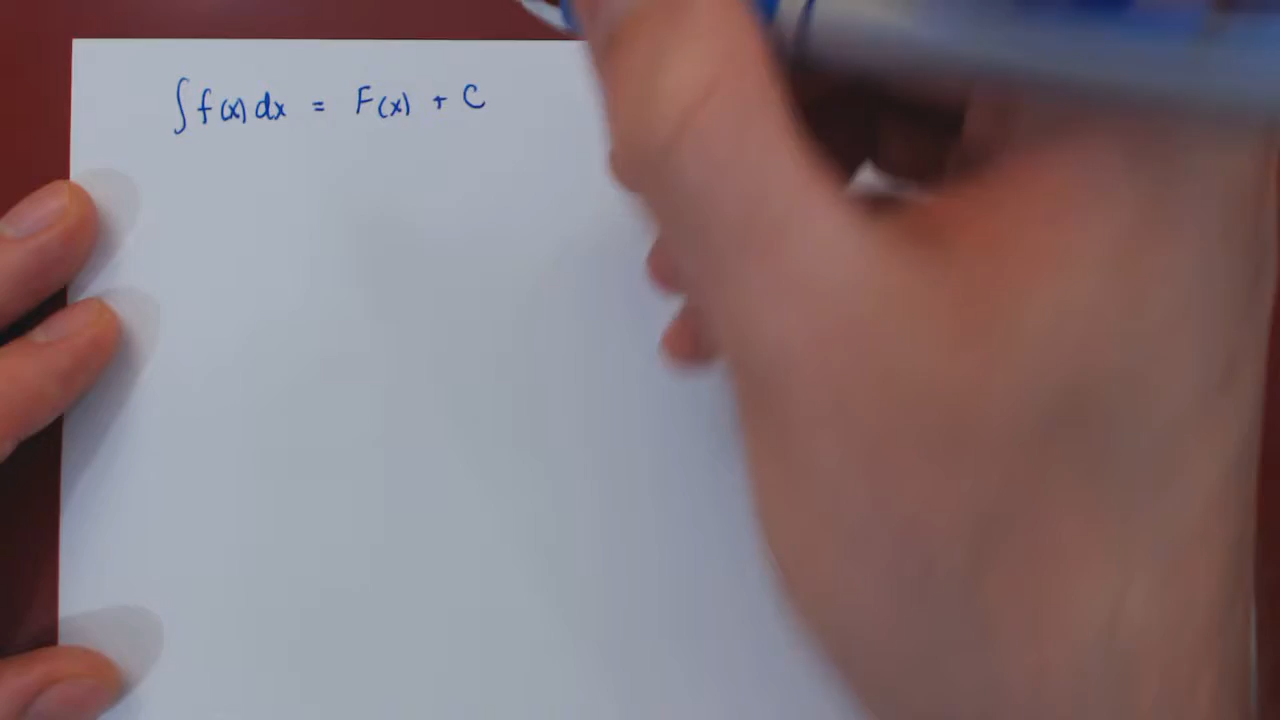 ∫f(x)dx = F(x) + C